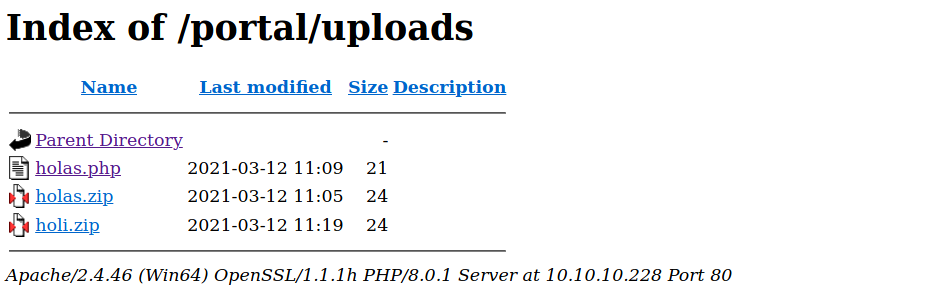 Index of /portal/uploads
Name Last modified Size Description
Parent Directory -
holas.php 2021-03-12 11:09 21
holas.zip 2021-03-12 11:05 24
holi.zip 2021-03-12 11:19 24
Apache/2.4.46 (Win64) OpenSSL/1.1.1h PHP/8.0.1 Server at 10.10.10.228 Port 80